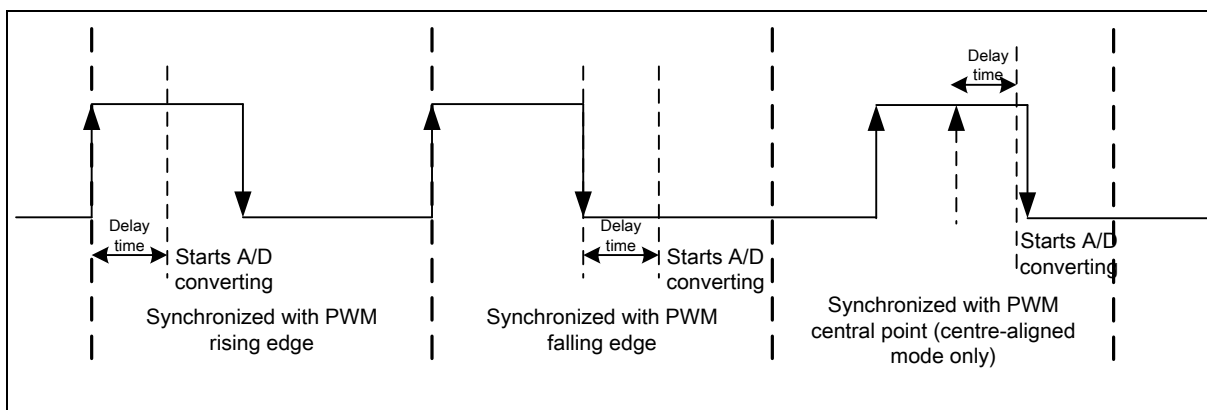 Delay
time
Starts A/D
converting
Synchronized with PWM
rising edge
Delay
time
Starts A/D
converting
Synchronized with PWM
falling edge
Delay
time
Starts A/D
converting
Synchronized with PWM
central point (centre-aligned
mode only)